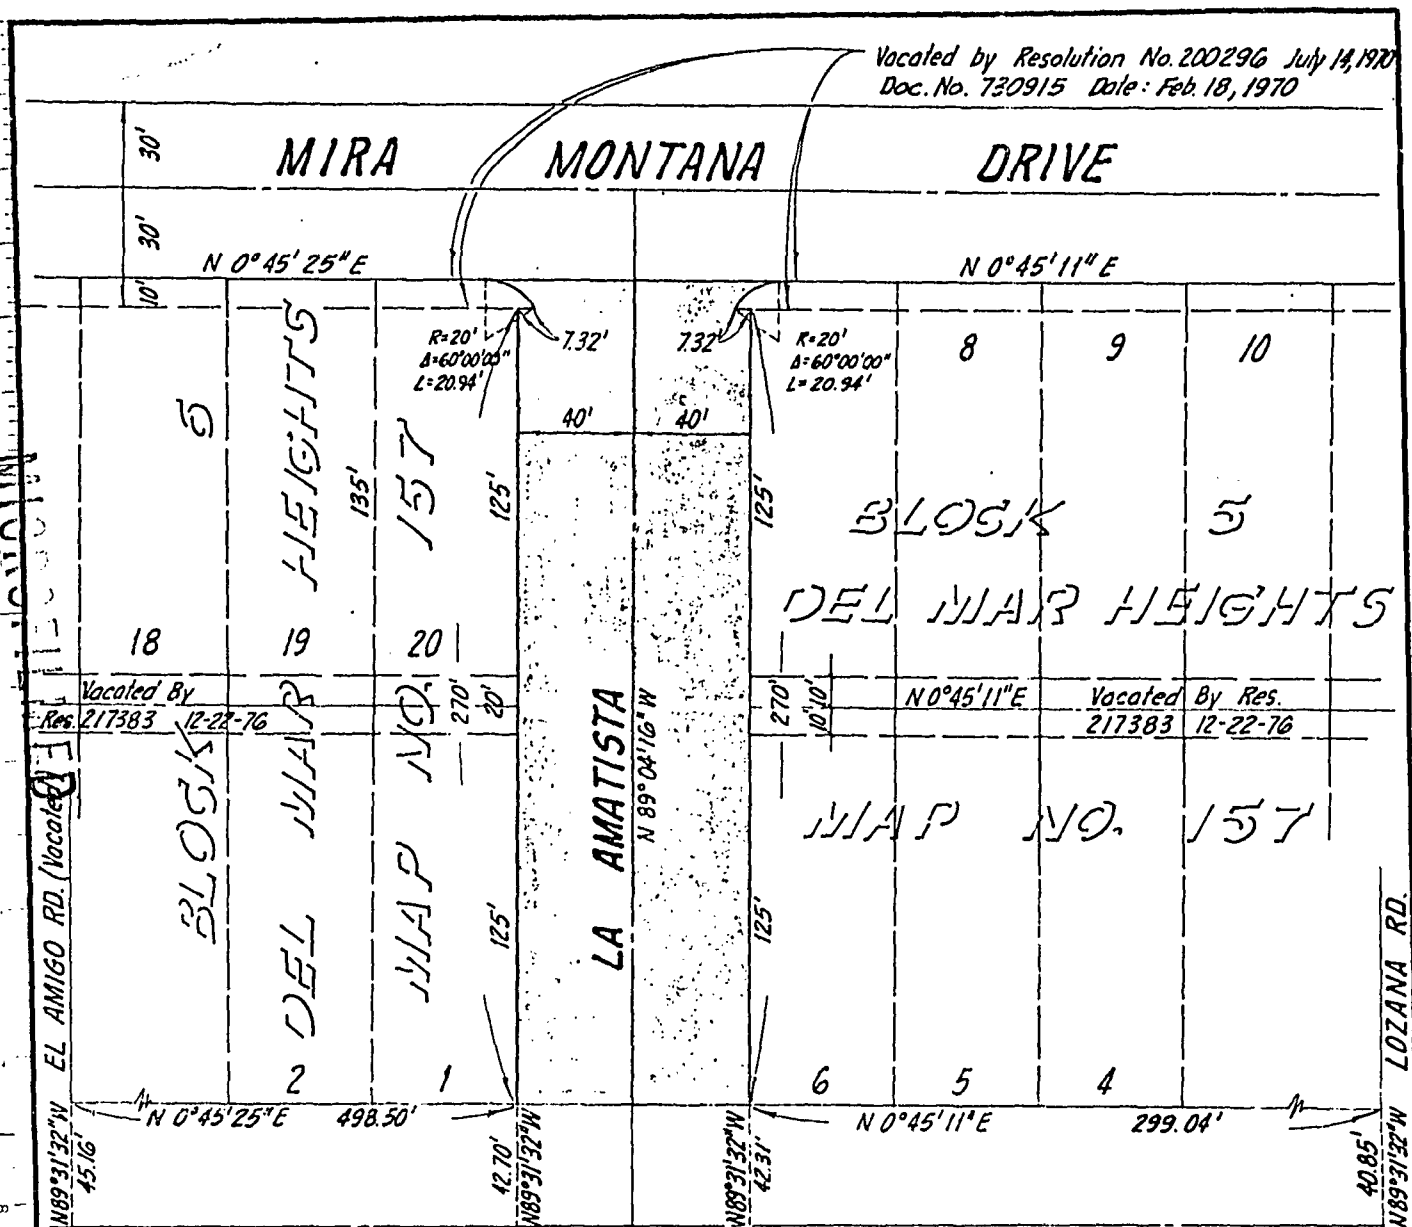 Vacated by Resolution No. 200296 July 14, 1970
Doc. No. 730915 Date: Feb. 18, 1970
MIRA MONTANA DRIVE
30'
30'
10'
N 0°45'25"E
N 0°45'11"E
R=20'
Δ=60°00'00"
L=20.94'
7.32'
7.32'
R=20'
Δ=60°00'00"
L=20.94'
8
9
10
40'
40'
5
135'
125'
125'
BLOSK 5
DEL MAR HEIGHTS
MAP NO. 157
18
19
20
Vacated By
Res. 217383 12-22-76
270'
20'
270'
10' 10'
N 0°45'11"E
Vacated By Res.
217383 12-22-76
BLOSK
DEL MAR HEIGHTS
MAP NO. 157
LA AMATISTA
N 89°04'16"W
125'
125'
EL AMIGO RD. (Vacated)
LOZANA RD.
2
1
6
5
4
N 0°45'25"E 498.50'
N 0°45'11"E 299.04'
N89°31'32"W
45.16'
42.70'
N89°31'32"W
N89°31'32"W
42.31'
40.85'
N89°31'32"W